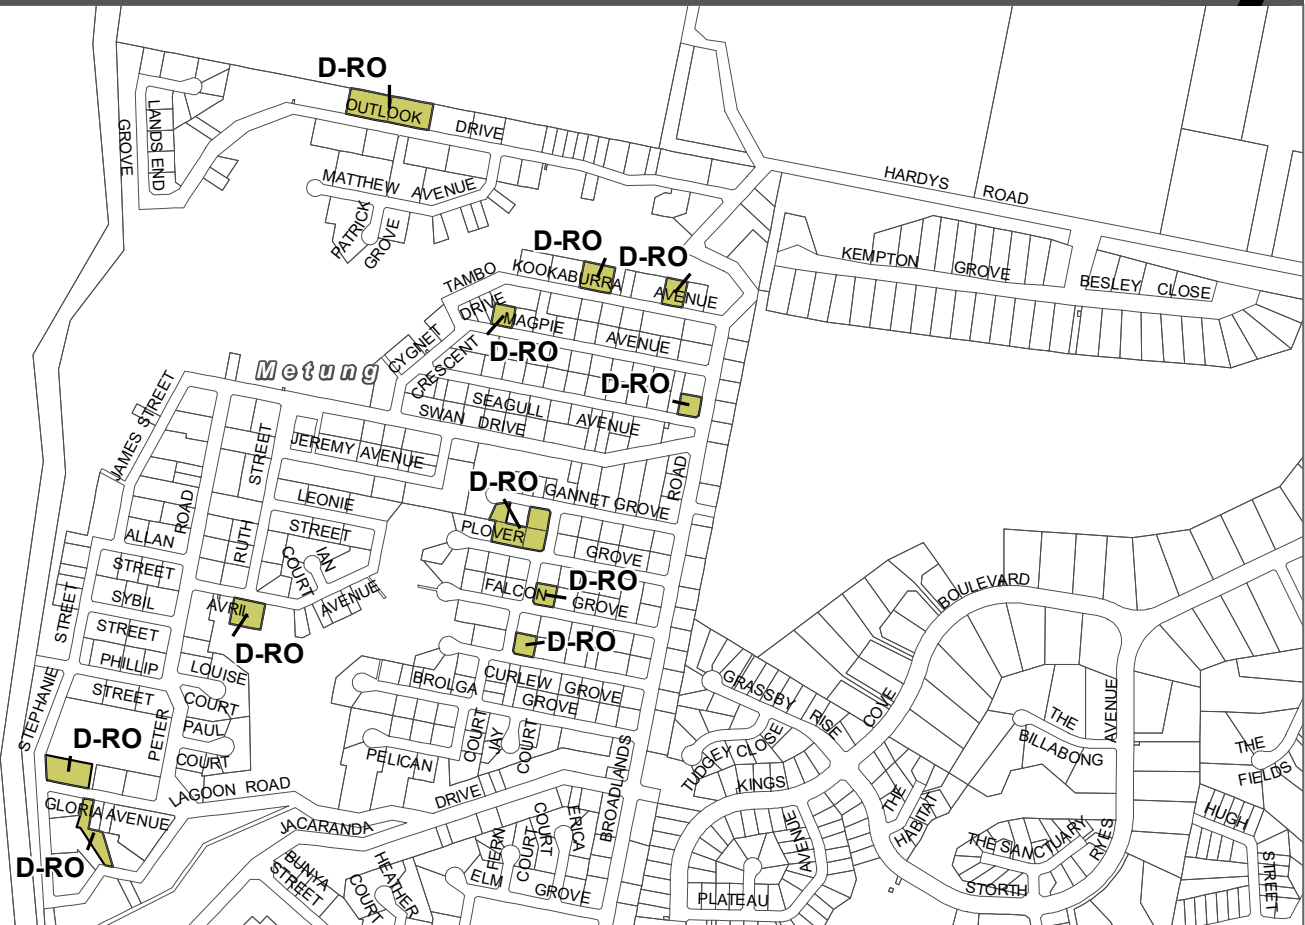 D-RO
OUTLOOK
DRIVE
LANDS END
GROVE
MATTHEW AVENUE
PATRICK
GROVE
HARDYS ROAD
D-RO
D-RO
KEMPTON GROVE
BESLEY CLOSE
TAMBO
KOOKABURRA
AVENUE
DRIVE
MAGPIE
AVENUE
D-RO
CYGNET
CRESCENT
Metung
D-RO
SEAGULL
AVENUE
SWAN
DRIVE
JAMES STREET
STREET
JEREMY AVENUE
D-RO
GANNET GROVE
ROAD
LEONIE
STREET
ROAD
RUTH
PLOVER
GROVE
ALLAN
STREET
IAN
COURT
FALCON
D-RO
GROVE
BOULEVARD
STREET
SYBIL
STREET
AVRIL
AVENUE
D-RO
D-RO
PHILLIP
STREET
LOUISE
COURT
BROLGA
CURLEW GROVE
GROVE
GRASSBY RISE
COVE
STEPHANIE
PETER
PAUL
COURT
COURT
JAY
COURT
AVENUE
THE
BILLABONG
D-RO
PELICAN
TUDGEY CLOSE
THE
FIELDS
LAGOON ROAD
DRIVE
BROADLANDS
KINGS
THE
HABITAT
GLORIA AVENUE
JACARANDA
COURT
ERICA
AVENUE
THE SANCTUARY
RYES
HUGH
STREET
D-RO
BUNYA
STREET
HEATHER
COURT
FERN
COURT
ELM
GROVE
PLATEAU
STORTH